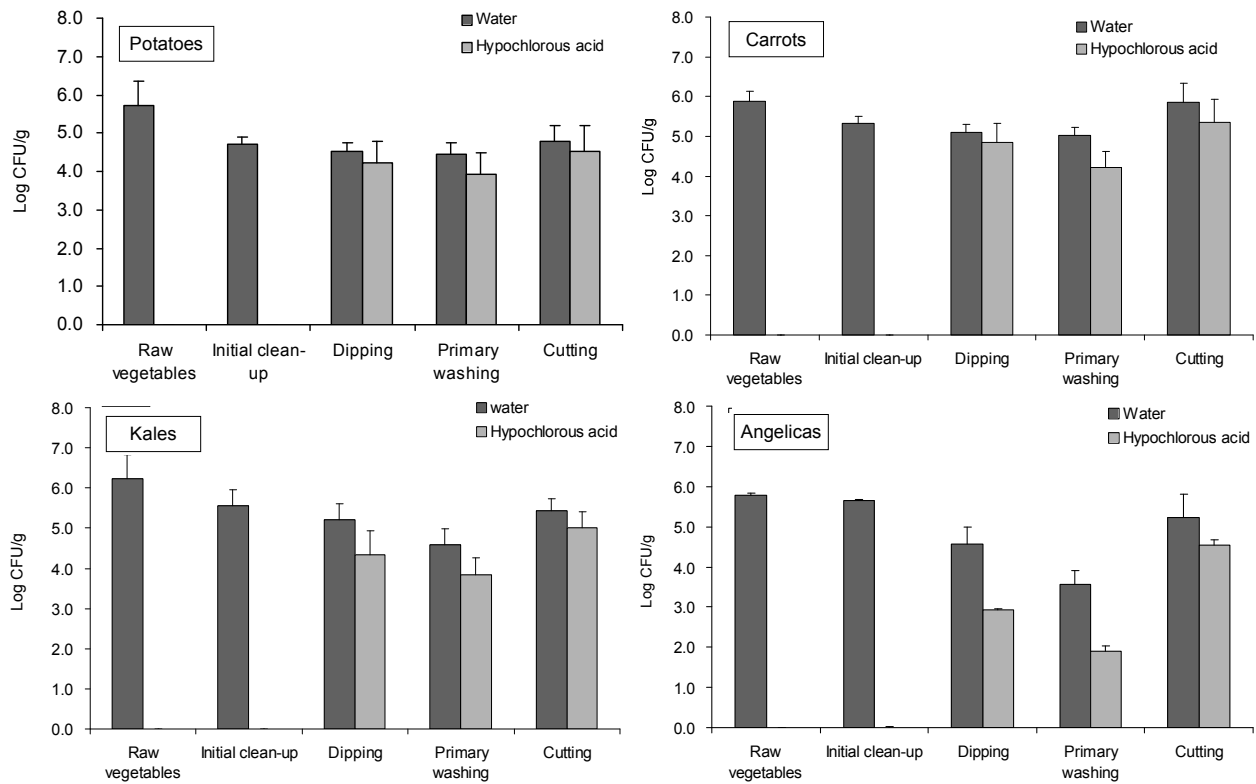 Potatoes
Water
Hypochlorous acid
Log CFU/g
8.0
7.0
6.0
5.0
4.0
3.0
2.0
1.0
0.0
Raw
vegetables
Initial clean-
up
Dipping
Primary
washing
Cutting
Carrots
Water
Hypochlorous acid
Log CFU/g
8.0
7.0
6.0
5.0
4.0
3.0
2.0
1.0
0.0
Raw
vegetables
Initial clean-up
Dipping
Primary
washing
Cutting
Kales
water
Hypochlorous acid
Log CFU/g
8.0
7.0
6.0
5.0
4.0
3.0
2.0
1.0
0.0
Raw
vegetables
Initial clean-up
Dipping
Primary
washing
Cutting
Angelicas
Water
Hypochlorous acid
Log CFU/g
8.0
7.0
6.0
5.0
4.0
3.0
2.0
1.0
0.0
Raw
vegetables
Initial clean-up
Dipping
Primary
washing
Cutting